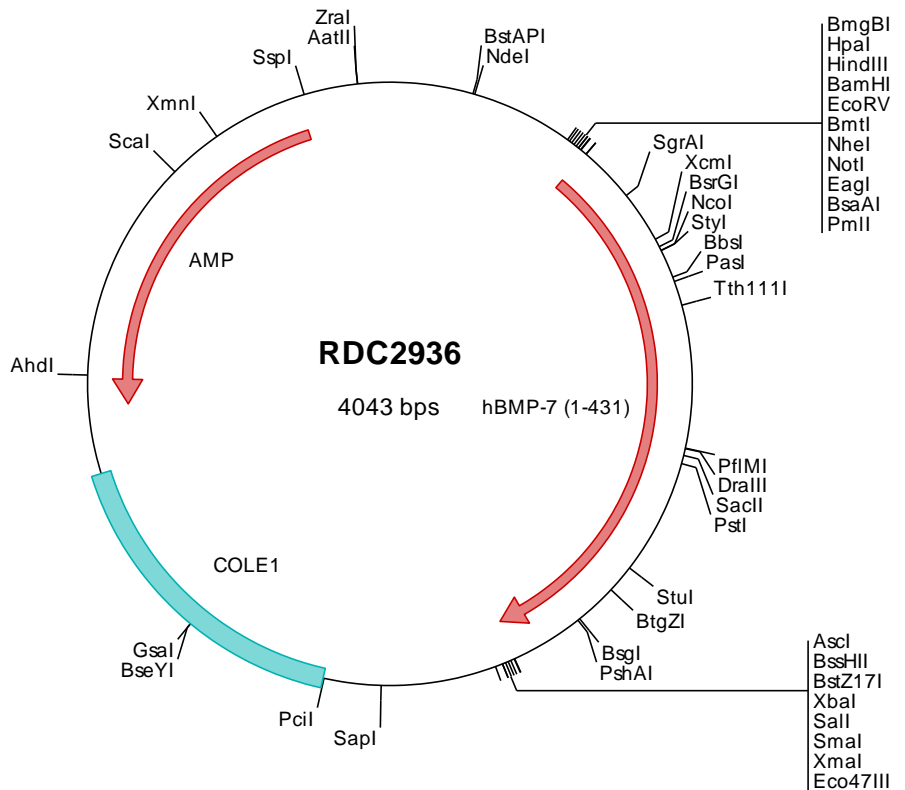 ZraI
AatII
SspI
XmnI
ScaI
BstAPI
NdeI
BmgBI
HpaI
HindIII
BamHI
EcoRV
BmtI
NheI
NotI
EagI
BsaAI
PmlI
SgrAI
XcmI
BsrGI
NcoI
StyI
BbsI
PasI
Tth111I
AMP
RDC2936
4043 bps
hBMP-7 (1-431)
AhdI
PflMI
DraIII
SacII
PstI
COLE1
StuI
BtgZI
BsgI
PshAI
GsaI
BseYI
PciI
SapI
AscI
BssHII
BstZ17I
XbaI
SalI
SmaI
XmaI
Eco47III